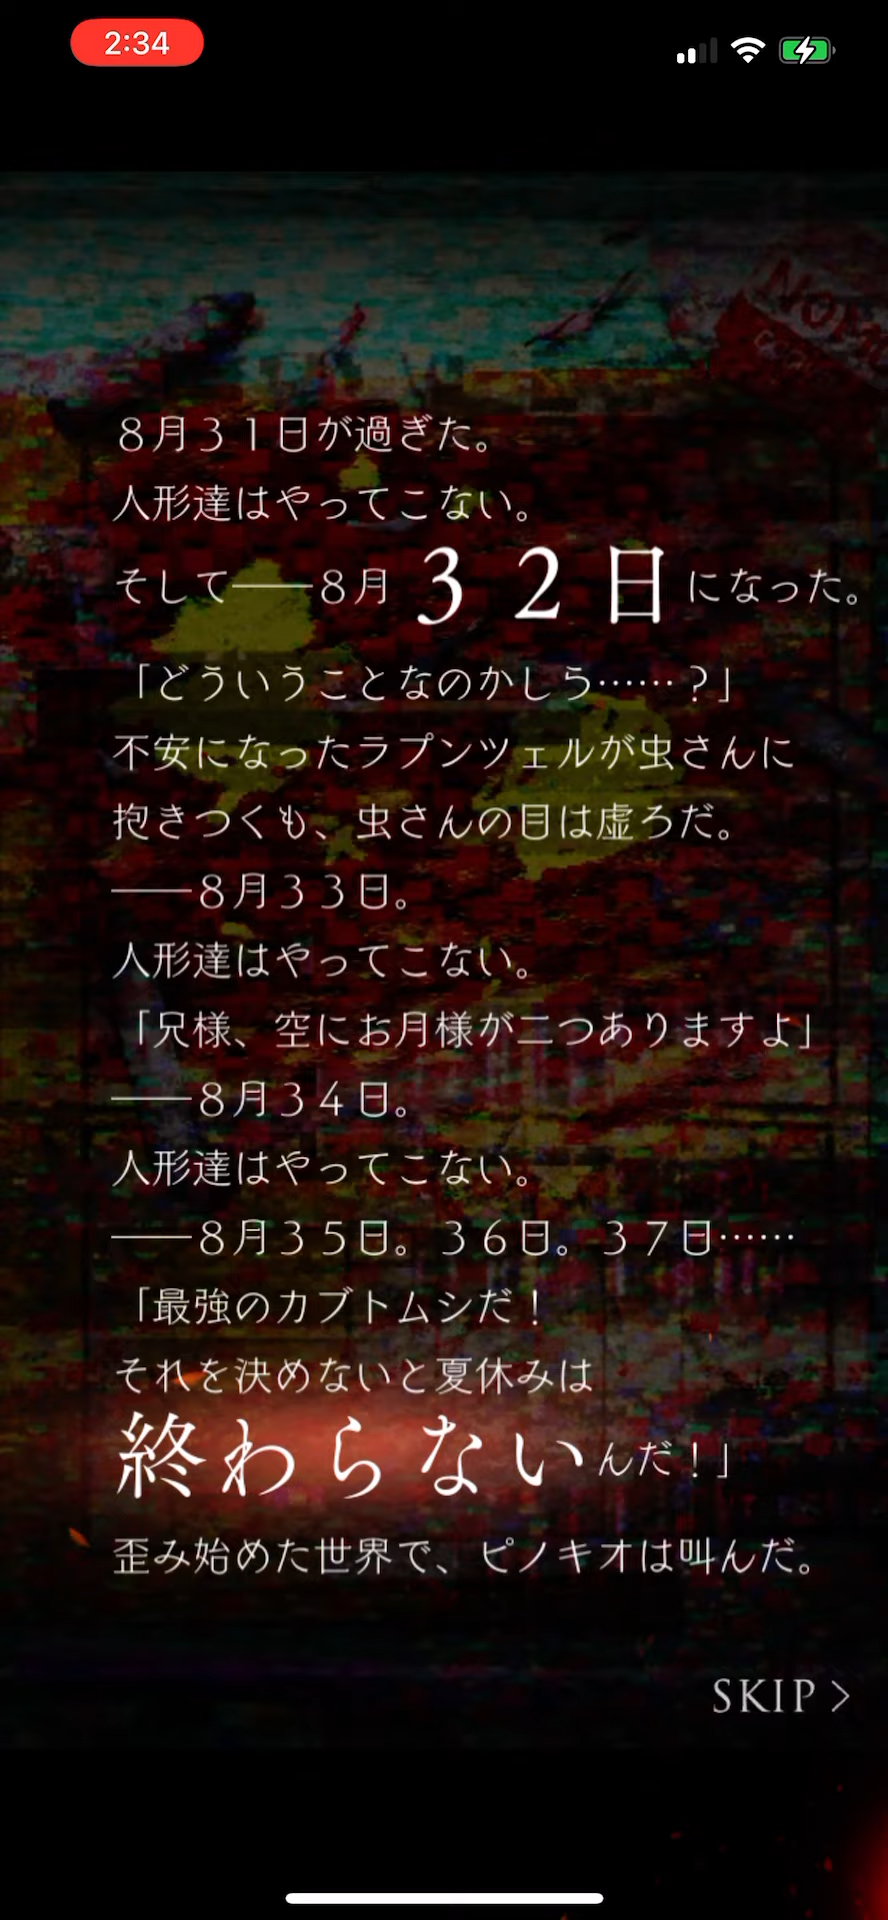 2:34
８月３１日が過ぎた。
人形達はやってこない。
そして――８月３２日になった。
「どういうことなのかしら……？」
不安になったラプンツェルが虫さんに
抱きつくも、虫さんの目は虚ろだ。
――８月３３日。
人形達はやってこない。
「兄様、空にお月様が二つありますよ」
――８月３４日。
人形達はやってこない。
――８月３５日。３６日。３７日……
「最強のカブトムシだ！
それを決めないと夏休みは
終わらないんだ！」
歪み始めた世界で、ピノキオは叫んだ。
SKIP >